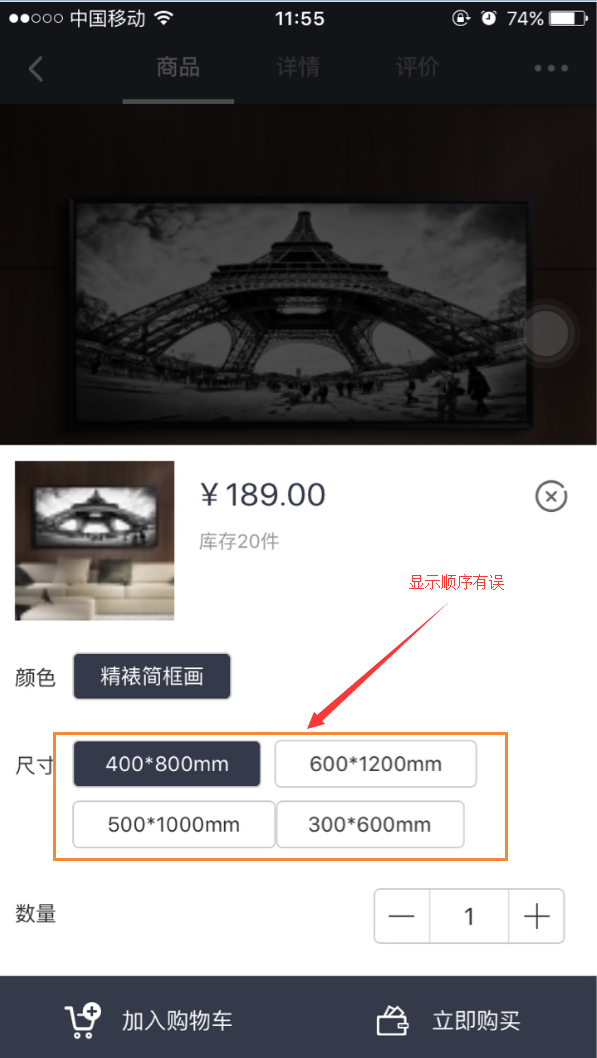 中国移动 11:55 74%
商品 详情 评价
¥189.00
库存20件
显示顺序有误
颜色 精裱简框画
尺寸 400*800mm 600*1200mm
500*1000mm 300*600mm
数量 1
加入购物车 立即购买